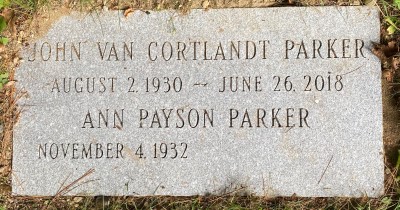 JOHN VAN CORTLANDT PARKER
AUGUST 2, 1930 ~ JUNE 26, 2018
ANN PAYSON PARKER
NOVEMBER 4, 1932